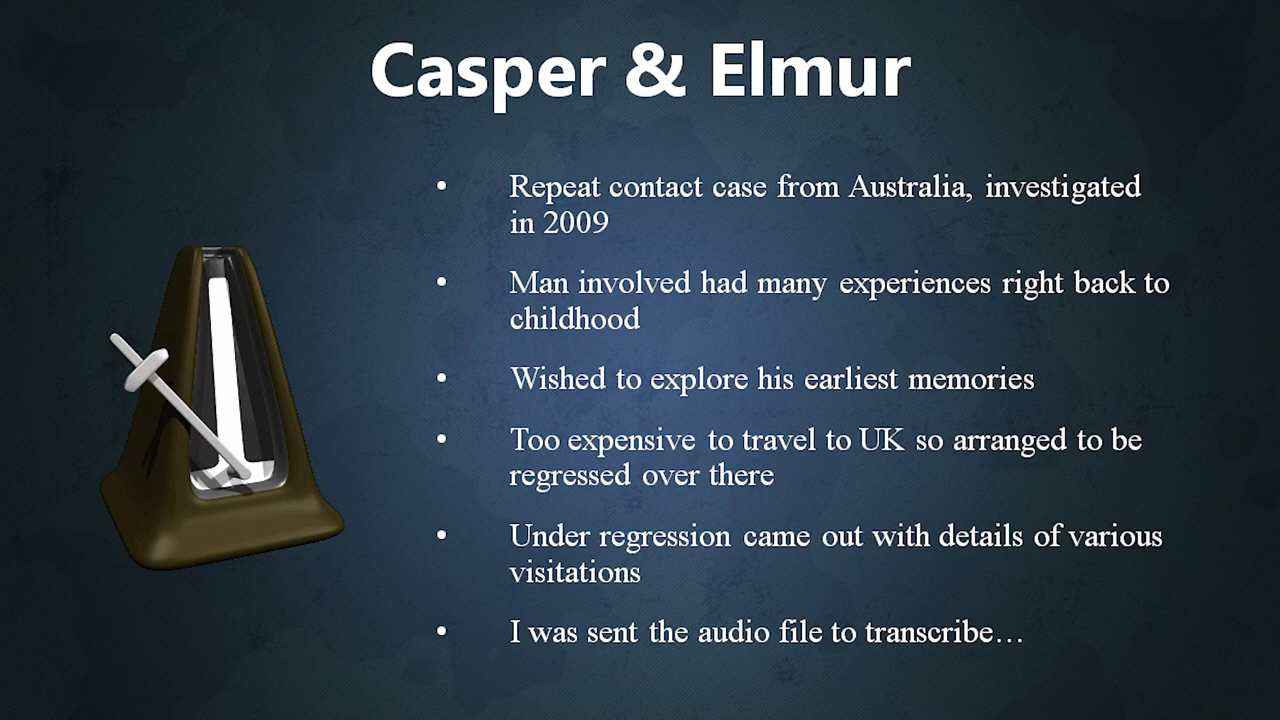 Casper & Elmur
• Repeat contact case from Australia, investigated
in 2009
• Man involved had many experiences right back to
childhood
• Wished to explore his earliest memories
• Too expensive to travel to UK so arranged to be
regressed over there
• Under regression came out with details of various
visitations
• I was sent the audio file to transcribe…